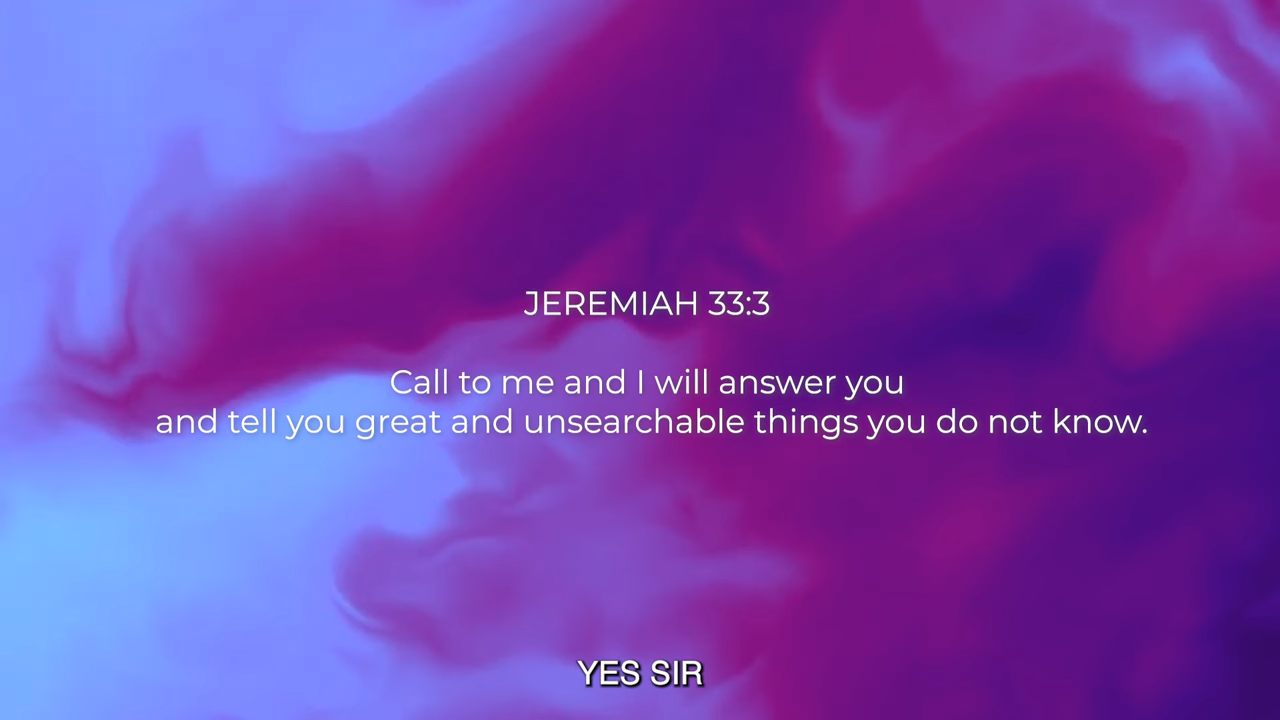 JEREMIAH 33:3
Call to me and I will answer you
and tell you great and unsearchable things you do not know.
YES SIR